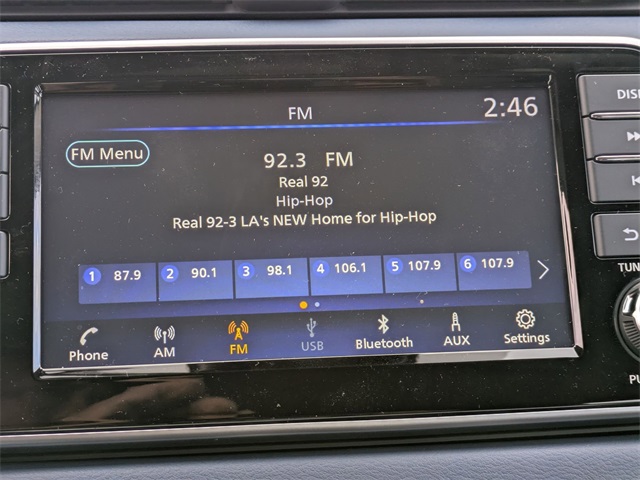 FM 2:46
FM Menu
92.3 FM
Real 92
Hip-Hop
Real 92-3 LA's NEW Home for Hip-Hop
1 87.9 2 90.1 3 98.1 4 106.1 5 107.9 6 107.9
Phone AM FM USB Bluetooth AUX Settings